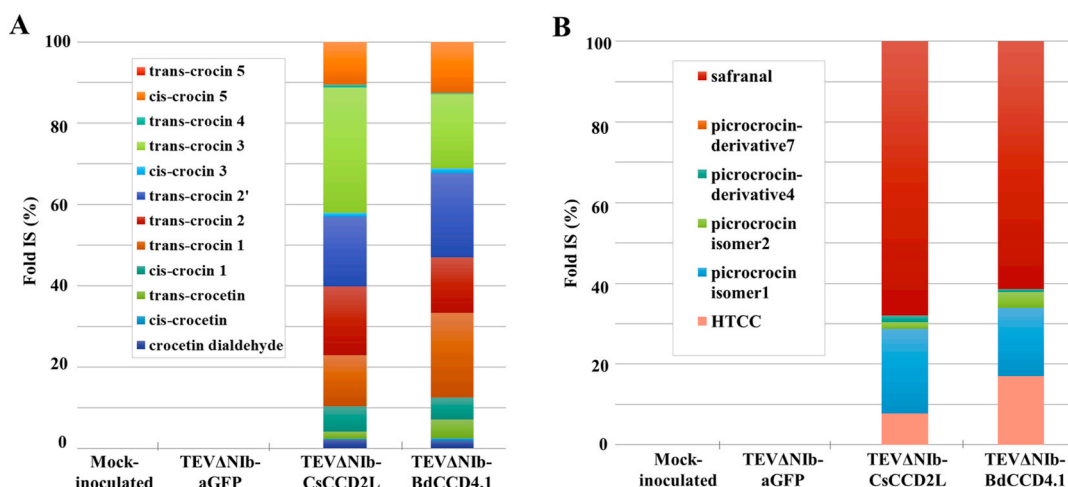 A
Fold IS (%)
100
80
60
40
20
0
trans-crocin 5
cis-crocin 5
trans-crocin 4
trans-crocin 3
cis-crocin 3
trans-crocin 2'
trans-crocin 2
trans-crocin 1
cis-crocin 1
trans-crocetin
cis-crocetin
crocetin dialdehyde
Mock-
inoculated
TEVΔNIb-
aGFP
TEVΔNIb-
CsCCD2L
TEVΔNIb-
BdCCD4.1
B
Fold IS (%)
100
80
60
40
20
0
safranal
picrocrocin-
derivative7
picrocrocin-
derivative4
picrocrocin
isomer2
picrocrocin
isomer1
HTCC
Mock-
inoculated
TEVΔNIb-
aGFP
TEVΔNIb-
CsCCD2L
TEVΔNIb-
BdCCD4.1